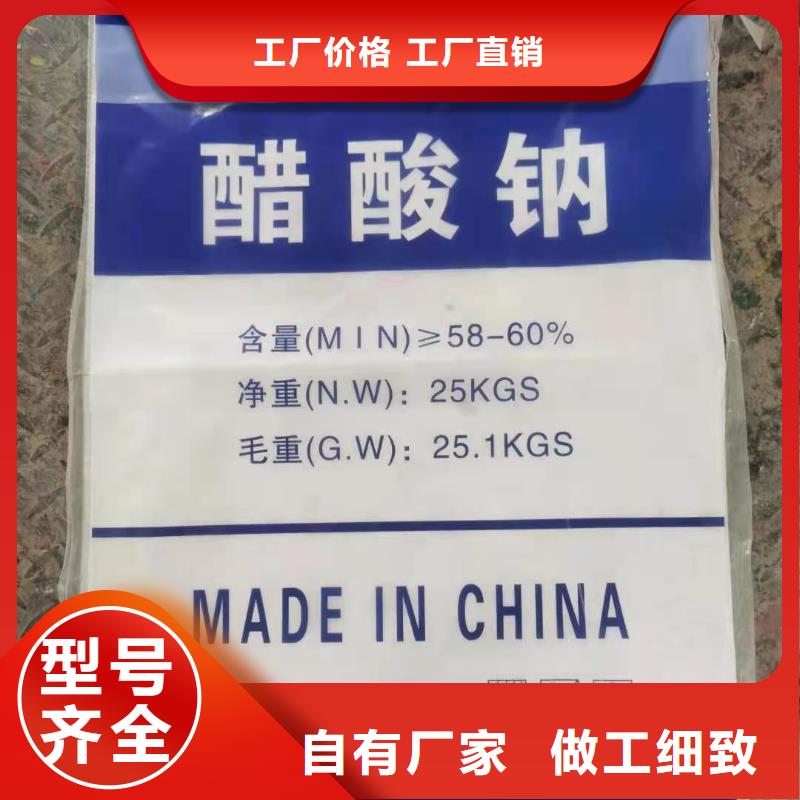 工厂价格 工厂直销
醋酸钠
含量(MIN)≥58-60%
净重(N.W)：25KGS
毛重(G.W)：25.1KGS
MADE IN CHINA
型号
齐全
自有厂家 做工细致